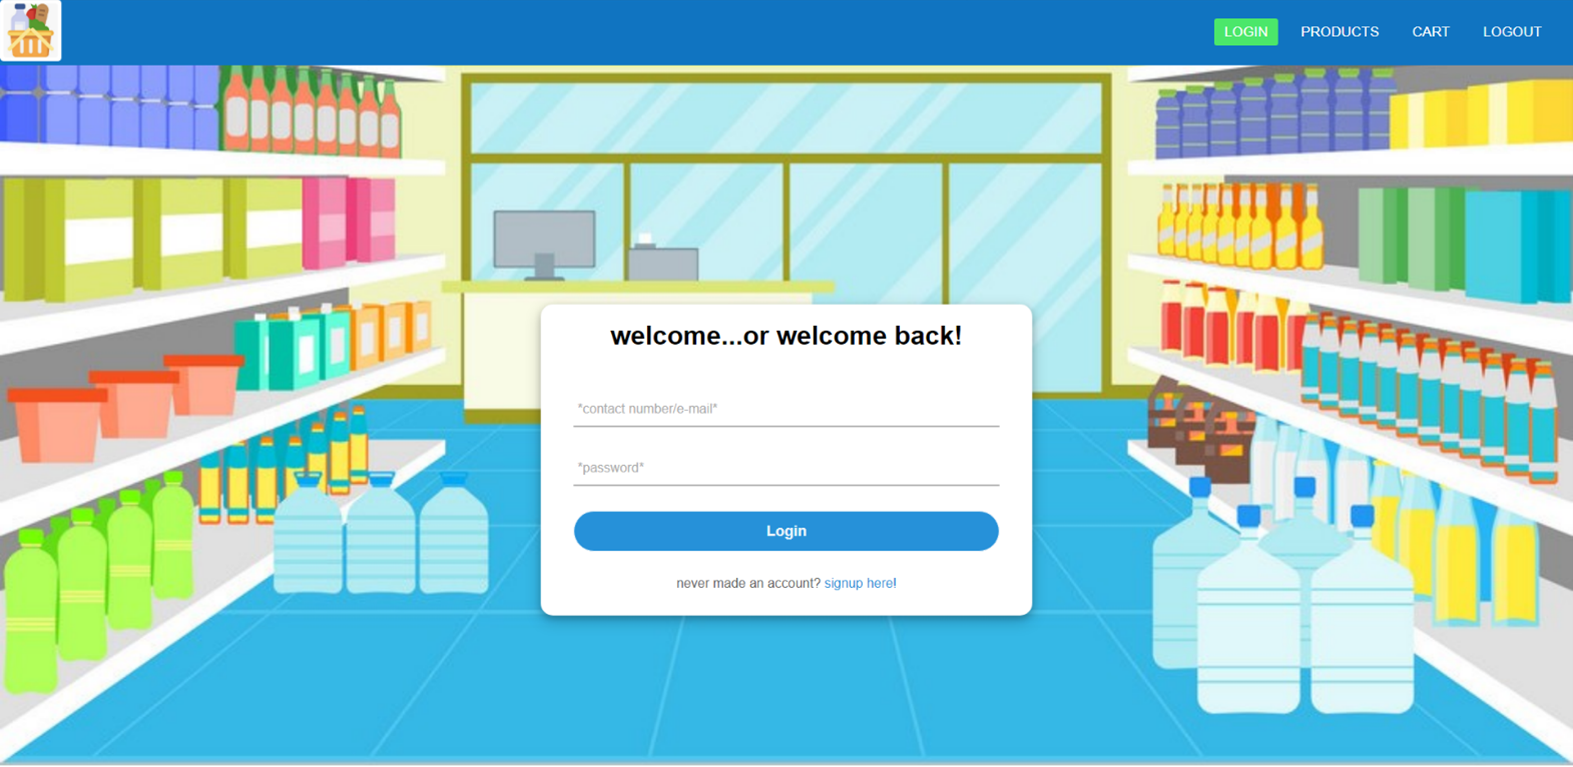 LOGIN PRODUCTS CART LOGOUT
welcome...or welcome back!
*contact number/e-mail*
*password*
Login
never made an account? signup here!